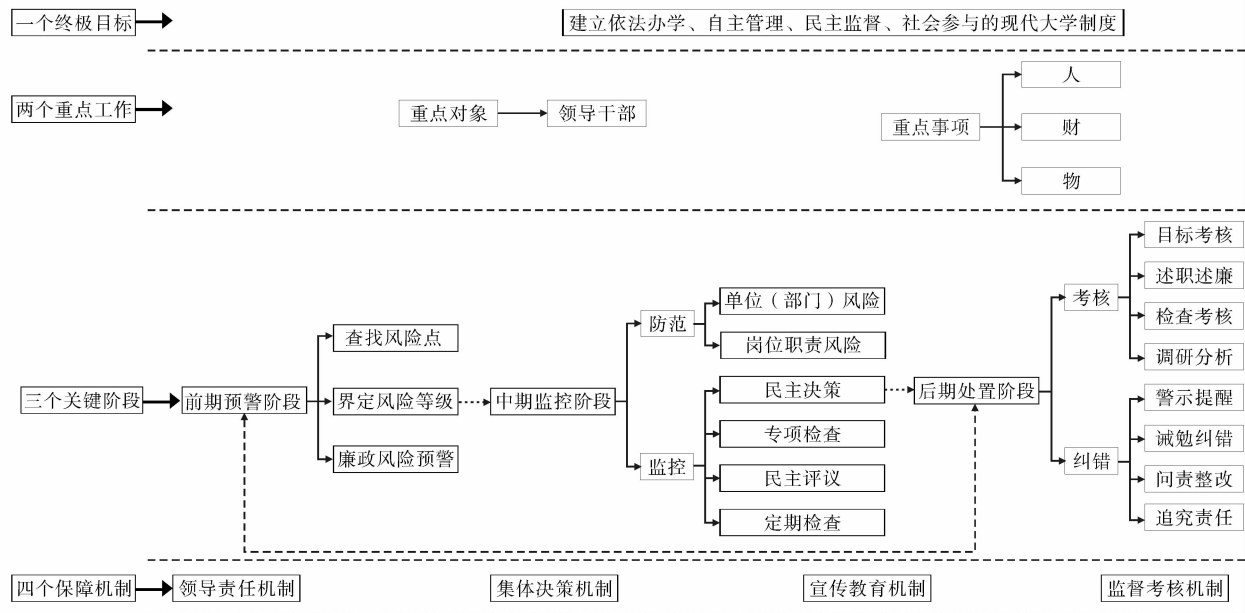 一个终极目标
建立依法办学、自主管理、民主监督、社会参与的现代大学制度
两个重点工作
重点对象
领导干部
重点事项
人
财
物
三个关键阶段
前期预警阶段
查找风险点
界定风险等级
廉政风险预警
中期监控阶段
防范
单位（部门）风险
岗位职责风险
监控
民主决策
专项检查
民主评议
定期检查
后期处置阶段
考核
目标考核
述职述廉
检查考核
调研分析
纠错
警示提醒
诫勉纠错
问责整改
追究责任
四个保障机制
领导责任机制
集体决策机制
宣传教育机制
监督考核机制